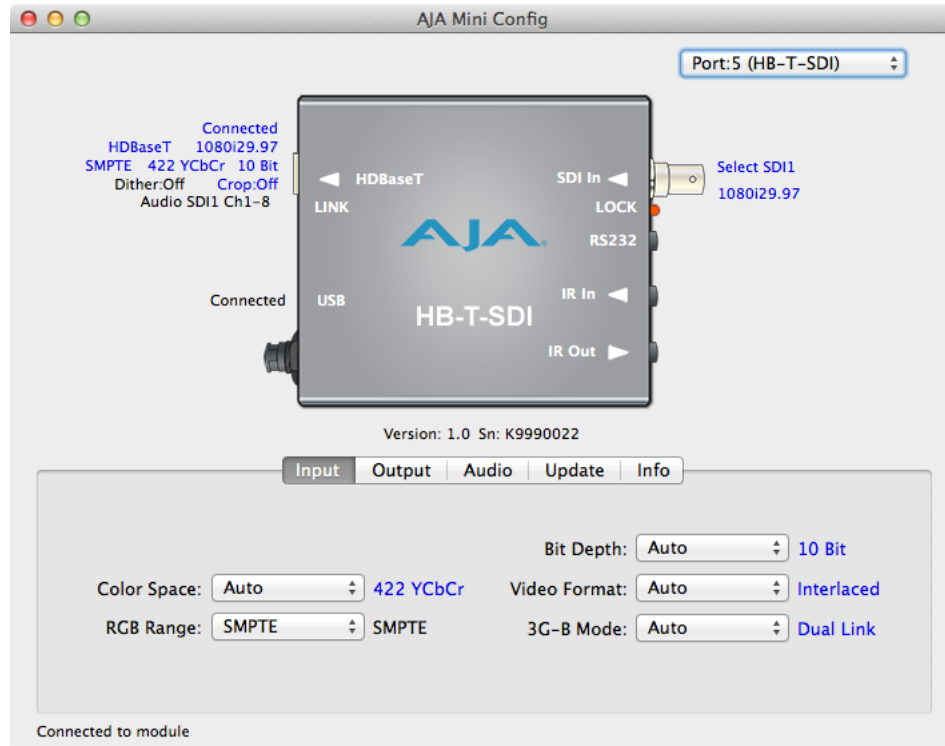 AJA Mini Config
Port:5 (HB-T-SDI)
Connected
HDBaseT 1080i29.97
SMPTE 422 YCbCr 10 Bit
Dither:Off Crop:Off
Audio SDI1 Ch1-8
HDBaseT
LINK
SDI In
LOCK
RS232
Select SDI1
1080i29.97
AJA
Connected
USB
IR In
HB-T-SDI
IR Out
Version: 1.0 Sn: K9990022
Input Output Audio Update Info
Bit Depth: Auto 10 Bit
Color Space: Auto 422 YCbCr Video Format: Auto Interlaced
RGB Range: SMPTE SMPTE 3G-B Mode: Auto Dual Link
Connected to module